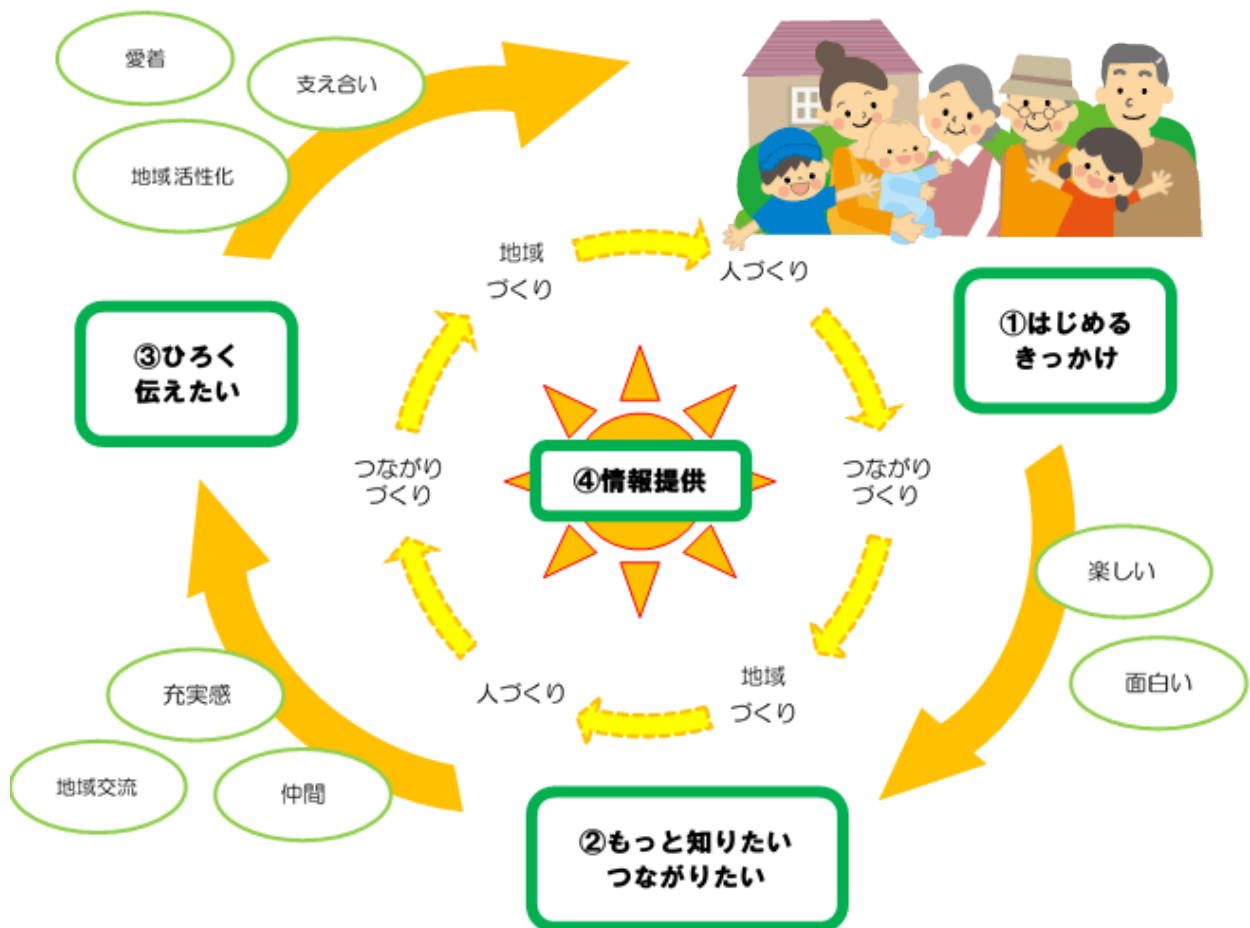 愛着
支え合い
地域活性化
地域
づくり
人づくり
①はじめる
きっかけ
③ひろく
伝えたい
つながり
づくり
④情報提供
つながり
づくり
楽しい
面白い
地域
づくり
人づくり
充実感
地域交流
仲間
②もっと知りたい
つながりたい